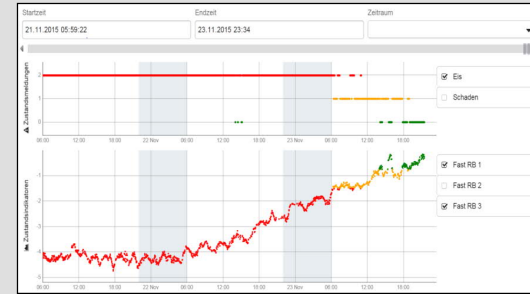 Startzeit Endzeit Zeitraum
21.11.2015 05:59:22 23.11.2015 23:34
Zustandsmeldungen
2
1
0
06:00 12:00 18:00 22 Nov 06:00 12:00 18:00 23 Nov 06:00 12:00 18:00
Eis
Schaden
Zustandsindikatoren
-1
-2
-3
-4
-5
06:00 12:00 18:00 22 Nov 06:00 12:00 18:00 23 Nov 06:00 12:00 18:00
Fast RB 1
Fast RB 2
Fast RB 3